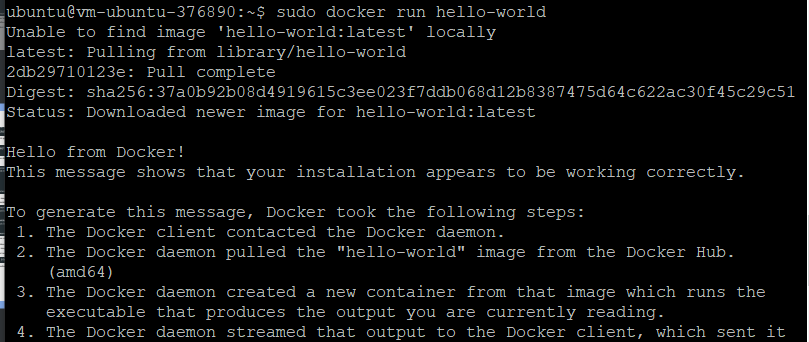 ubuntu@vm-ubuntu-376890:~$ sudo docker run hello-world
Unable to find image 'hello-world:latest' locally
latest: Pulling from library/hello-world
2db29710123e: Pull complete
Digest: sha256:37a0b92b08d4919615c3ee023f7ddb068d12b8387475d64c622ac30f45c29c51
Status: Downloaded newer image for hello-world:latest
Hello from Docker!
This message shows that your installation appears to be working correctly.
To generate this message, Docker took the following steps:
1. The Docker client contacted the Docker daemon.
2. The Docker daemon pulled the "hello-world" image from the Docker Hub.
(amd64)
3. The Docker daemon created a new container from that image which runs the
executable that produces the output you are currently reading.
4. The Docker daemon streamed that output to the Docker client, which sent it